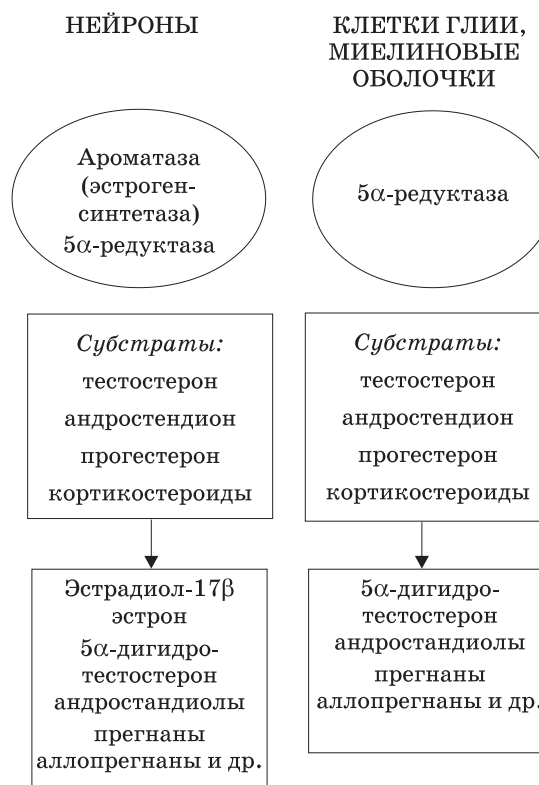 НЕЙРОНЫ
Ароматаза
(эстроген-
синтетаза)
5α-редуктаза
Субстраты:
тестостерон
андростендион
прогестерон
кортикостероиды
Эстрадиол-17β
эстрон
5α-дигидро-
тестостерон
андростандиолы
прегнаны
аллопрегнаны и др.
КЛЕТКИ ГЛИИ,
МИЕЛИНОВЫЕ
ОБОЛОЧКИ
5α-редуктаза
Субстраты:
тестостерон
андростендион
прогестерон
кортикостероиды
5α-дигидро-
тестостерон
андростандиолы
прегнаны
аллопрегнаны и др.